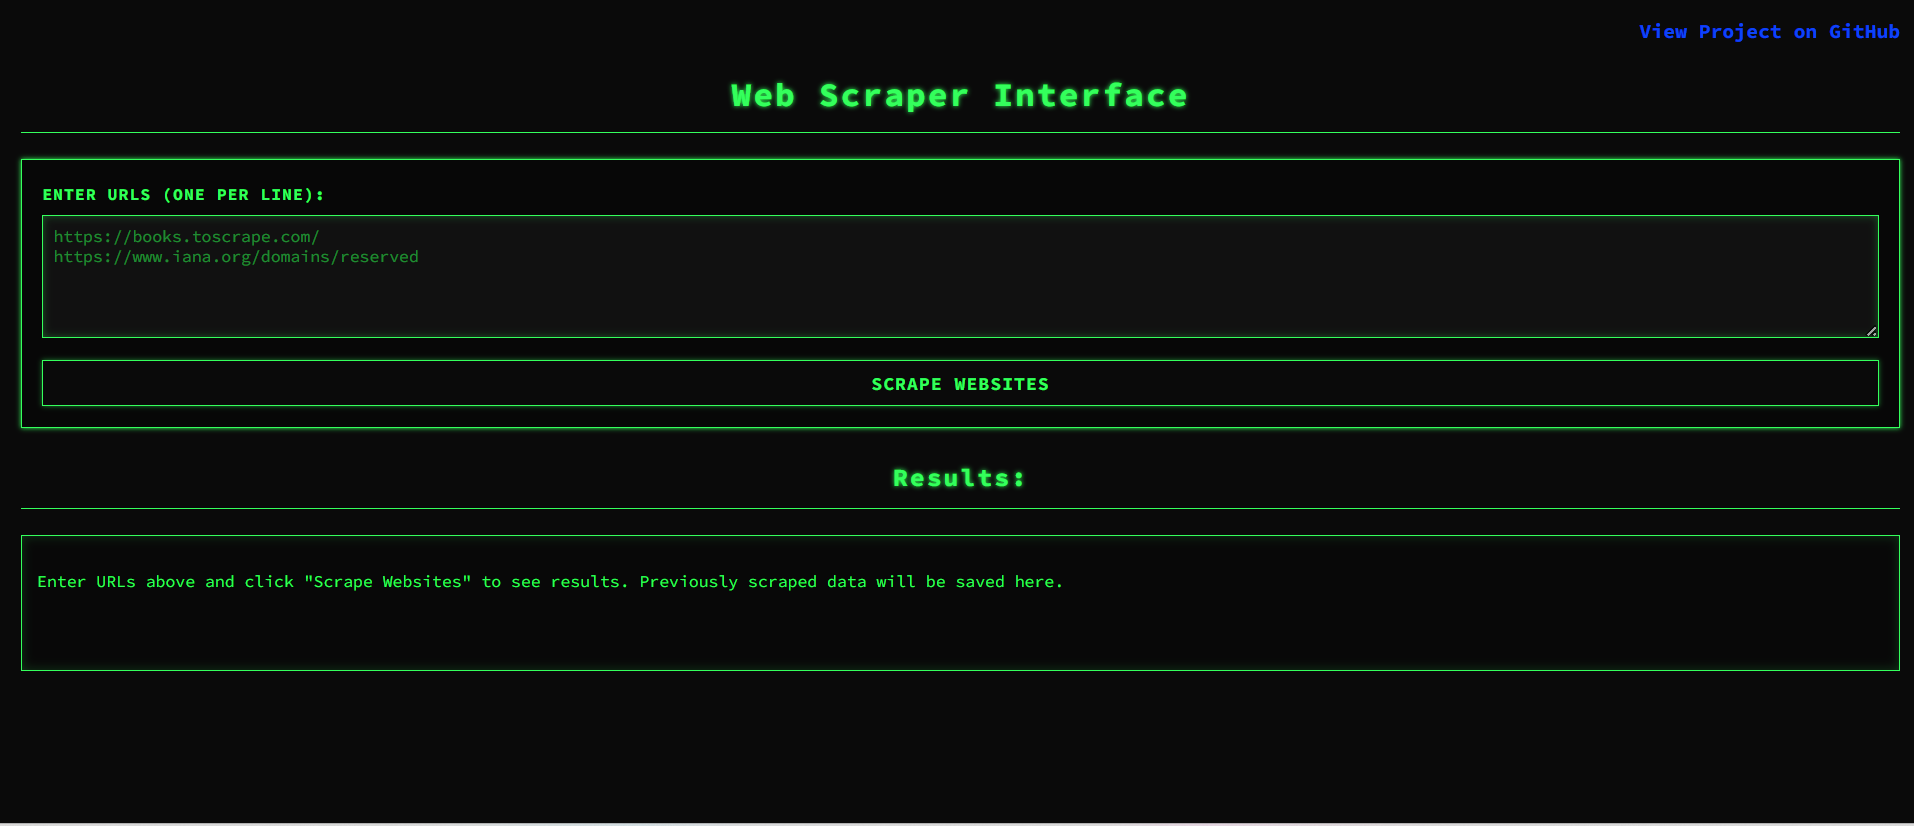 View Project on GitHub
Web Scraper Interface
ENTER URLS (ONE PER LINE):
https://books.toscrape.com/
https://www.iana.org/domains/reserved
SCRAPE WEBSITES
Results:
Enter URLs above and click "Scrape Websites" to see results. Previously scraped data will be saved here.